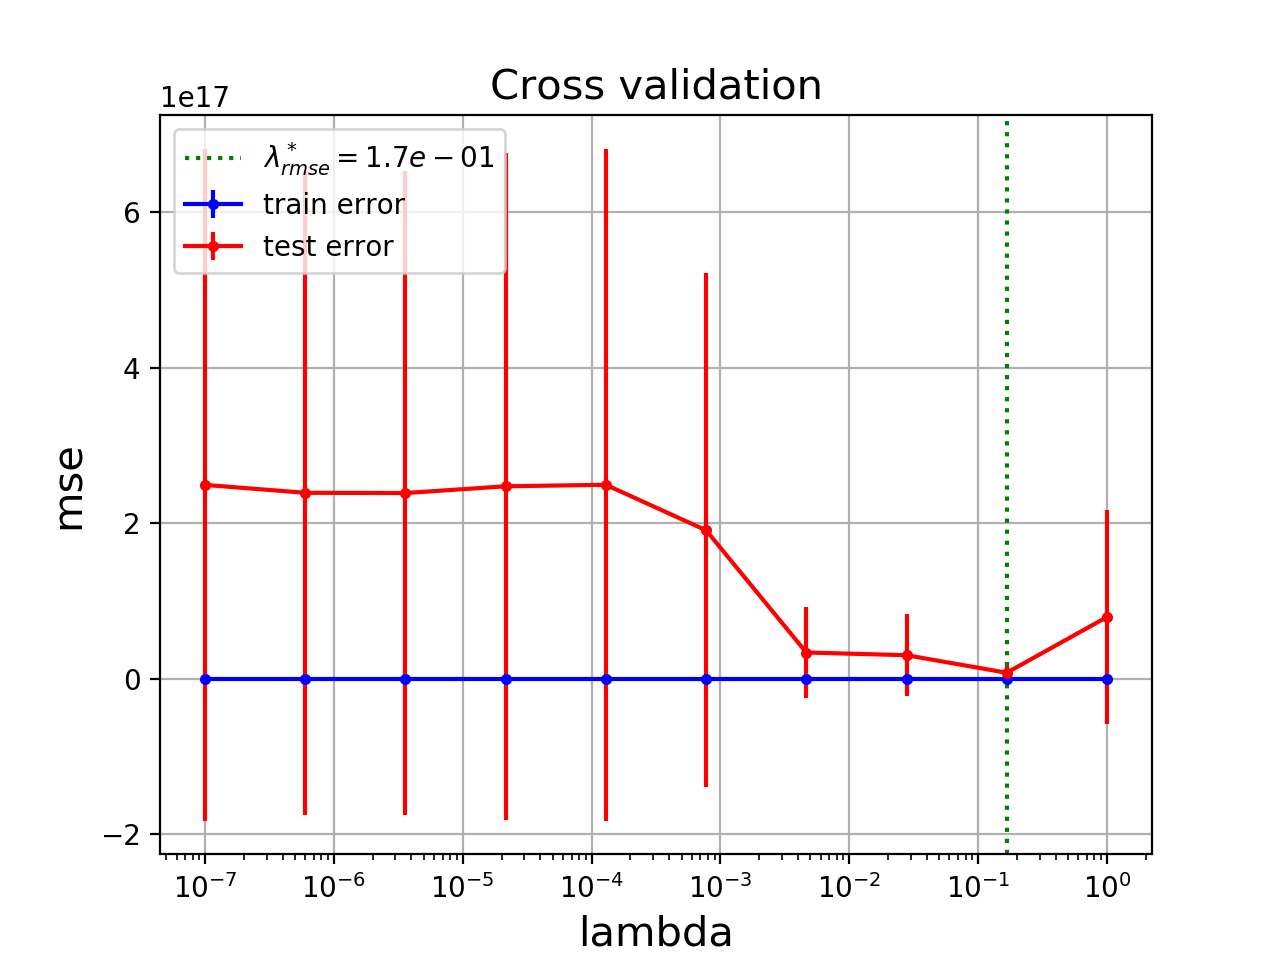 Cross validation
1e17
λ*rmse = 1.7e − 01
train error
test error
6
4
2
0
−2
mse
10⁻⁷ 10⁻⁶ 10⁻⁵ 10⁻⁴ 10⁻³ 10⁻² 10⁻¹ 10⁰
lambda